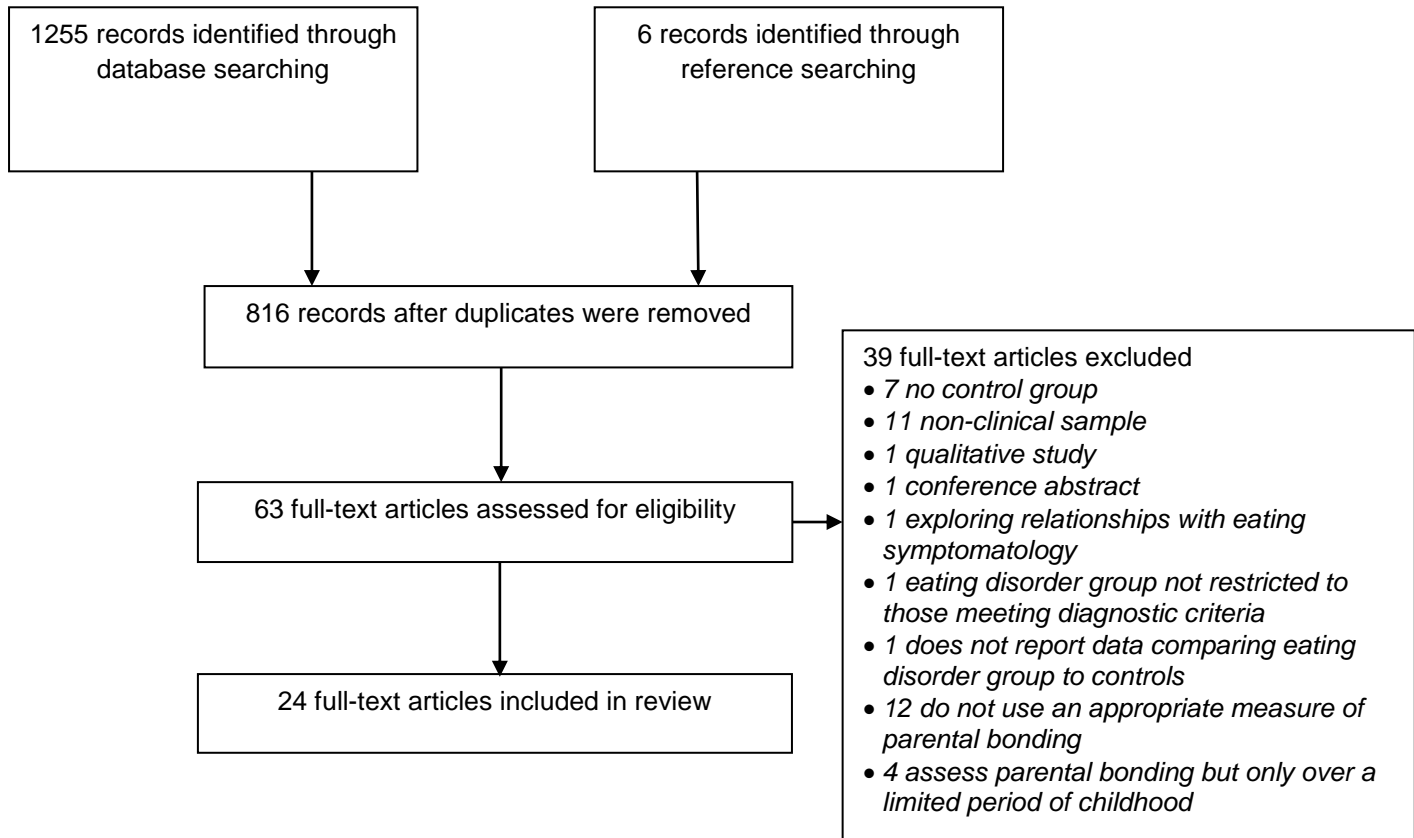 1255 records identified through
database searching
6 records identified through
reference searching
816 records after duplicates were removed
63 full-text articles assessed for eligibility
39 full-text articles excluded
• 7 no control group
• 11 non-clinical sample
• 1 qualitative study
• 1 conference abstract
• 1 exploring relationships with eating
symptomatology
• 1 eating disorder group not restricted to
those meeting diagnostic criteria
• 1 does not report data comparing eating
disorder group to controls
• 12 do not use an appropriate measure of
parental bonding
• 4 assess parental bonding but only over a
limited period of childhood
24 full-text articles included in review